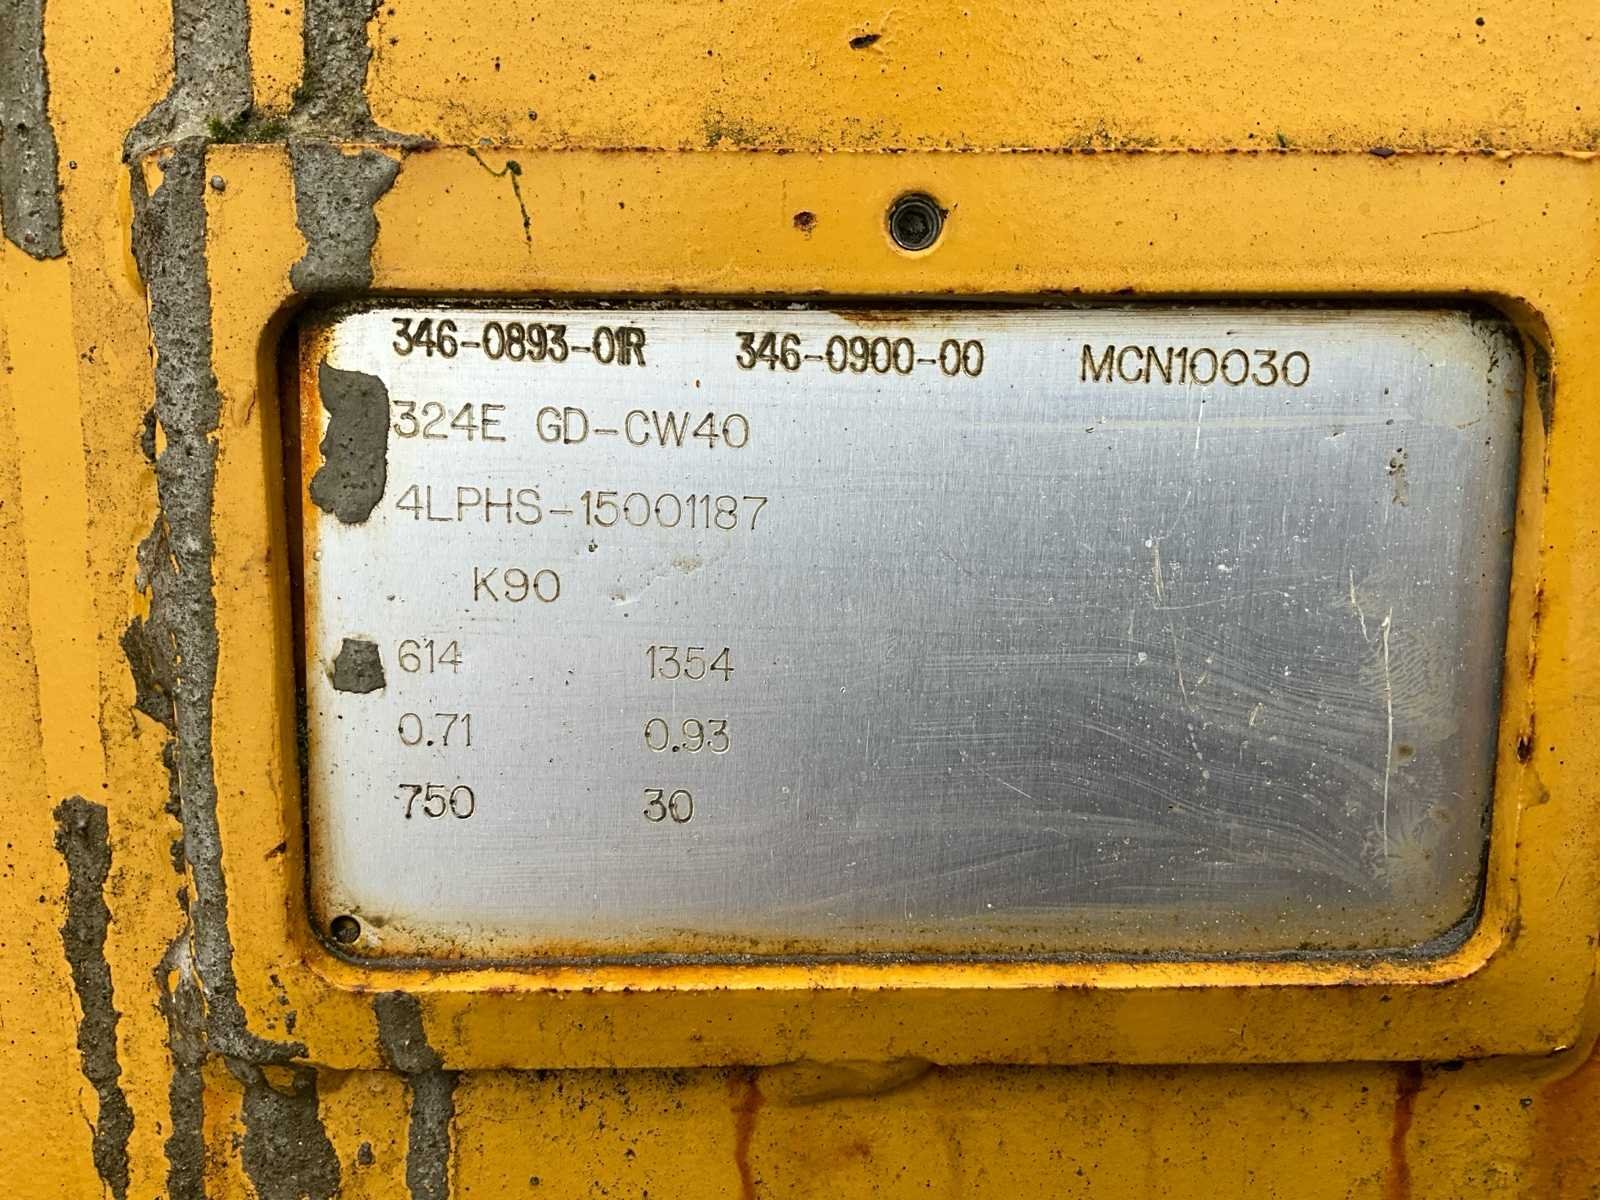 346-0893-01R 346-0900-00 MCN10030
324E GD-CW40
4LPHS-15001187
K90
614 1354
0.71 0.93
750 30